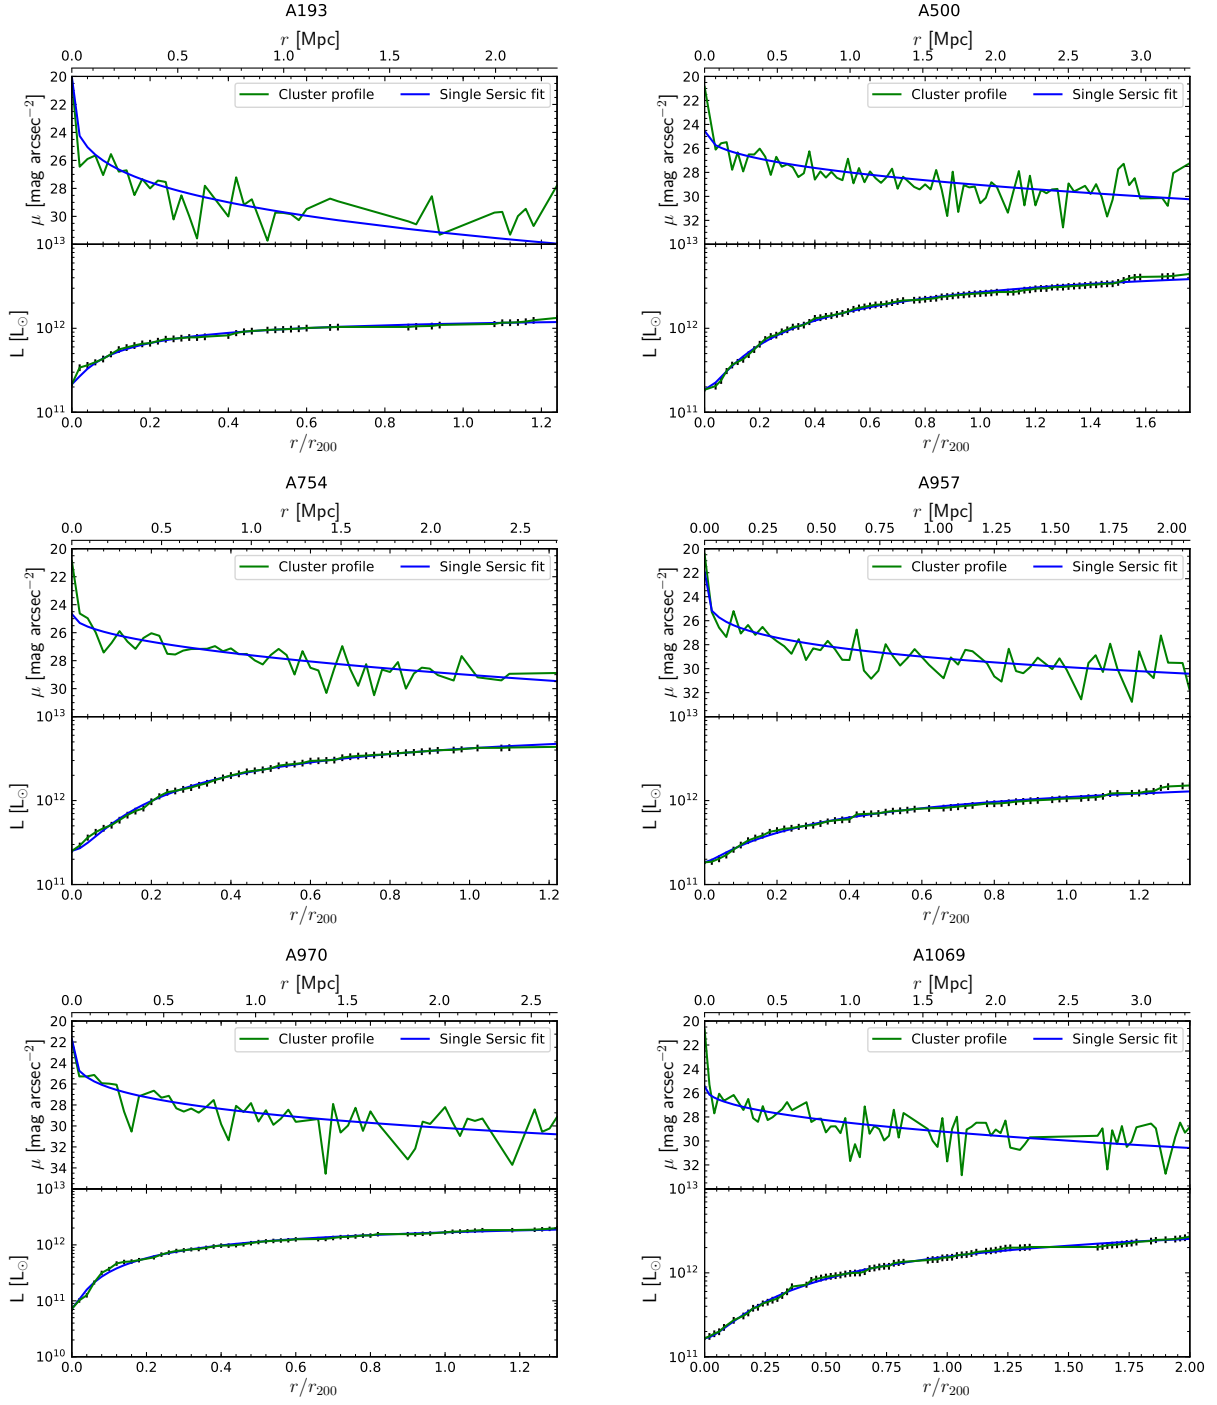 A193
r [Mpc]
0.0 0.5 1.0 1.5 2.0
20
22
24
26
28
30
μ [mag arcsec⁻²]
Cluster profile
Single Sersic fit
10¹³
10¹²
10¹¹
L [L⊙]
0.0 0.2 0.4 0.6 0.8 1.0 1.2
r/r₂₀₀
A500
r [Mpc]
0.0 0.5 1.0 1.5 2.0 2.5 3.0
20
22
24
26
28
30
32
μ [mag arcsec⁻²]
Cluster profile
Single Sersic fit
10¹³
10¹²
10¹¹
L [L⊙]
0.0 0.2 0.4 0.6 0.8 1.0 1.2 1.4 1.6
r/r₂₀₀
A754
r [Mpc]
0.0 0.5 1.0 1.5 2.0 2.5
20
22
24
26
28
30
μ [mag arcsec⁻²]
Cluster profile
Single Sersic fit
10¹³
10¹²
10¹¹
L [L⊙]
0.0 0.2 0.4 0.6 0.8 1.0 1.2
r/r₂₀₀
A957
r [Mpc]
0.00 0.25 0.50 0.75 1.00 1.25 1.50 1.75 2.00
20
22
24
26
28
30
32
μ [mag arcsec⁻²]
Cluster profile
Single Sersic fit
10¹³
10¹²
10¹¹
L [L⊙]
0.0 0.2 0.4 0.6 0.8 1.0 1.2
r/r₂₀₀
A970
r [Mpc]
0.0 0.5 1.0 1.5 2.0 2.5
20
22
24
26
28
30
32
34
μ [mag arcsec⁻²]
Cluster profile
Single Sersic fit
10¹³
10¹²
10¹¹
10¹⁰
L [L⊙]
0.0 0.2 0.4 0.6 0.8 1.0 1.2
r/r₂₀₀
A1069
r [Mpc]
0.0 0.5 1.0 1.5 2.0 2.5 3.0
20
22
24
26
28
30
32
μ [mag arcsec⁻²]
Cluster profile
Single Sersic fit
10¹³
10¹²
10¹¹
L [L⊙]
0.00 0.25 0.50 0.75 1.00 1.25 1.50 1.75 2.00
r/r₂₀₀